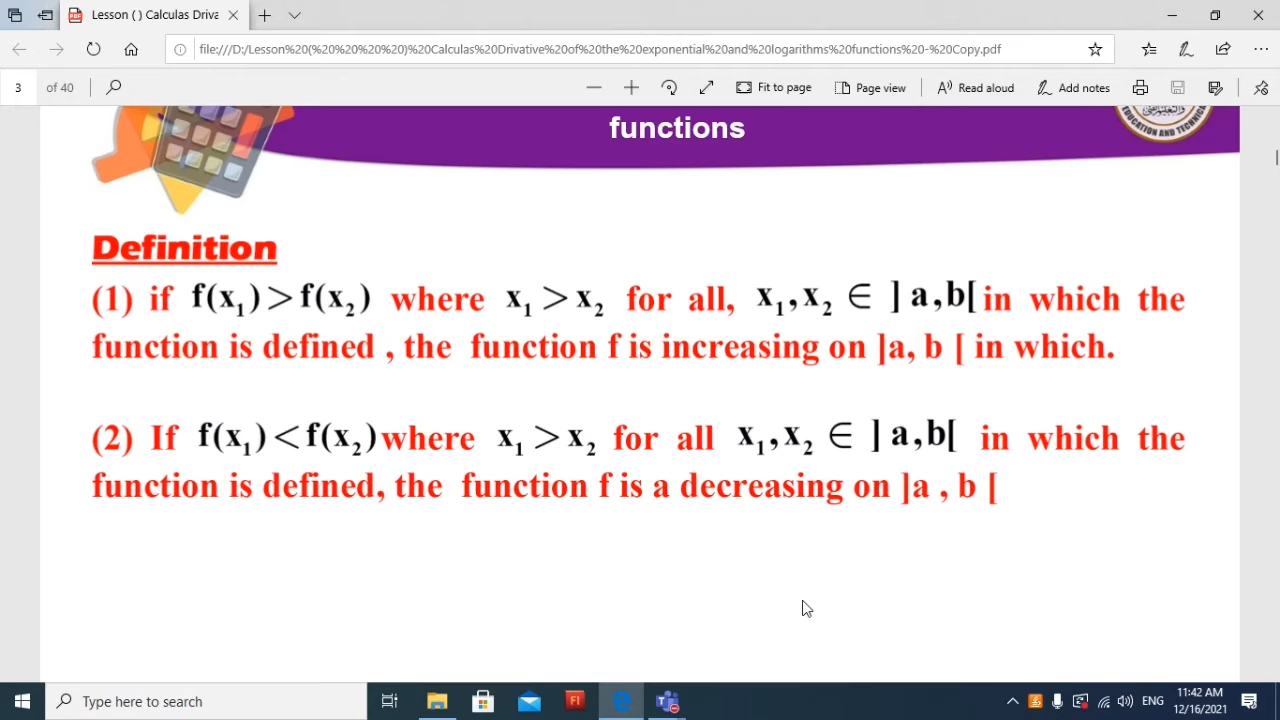 Lesson ( ) Calculas Driva
file:///D:/Lesson%20(%20%20%20%20)%20Calculas%20Drivative%20of%20the%20exponential%20and%20logarithms%20functions%20-%20Copy.pdf
3 of 40 Fit to page Page view Read aloud Add notes
functions
EDUCATION AND TECHNIC
Definition
(1) if f(x₁)>f(x₂) where x₁>x₂ for all, x₁,x₂ ∈ ]a,b[ in which the
function is defined , the function f is increasing on ]a, b [ in which.
(2) If f(x₁)<f(x₂)where x₁>x₂ for all x₁,x₂ ∈ ]a,b[ in which the
function is defined, the function f is a decreasing on ]a , b [
Type here to search
ENG
11:42 AM
12/16/2021